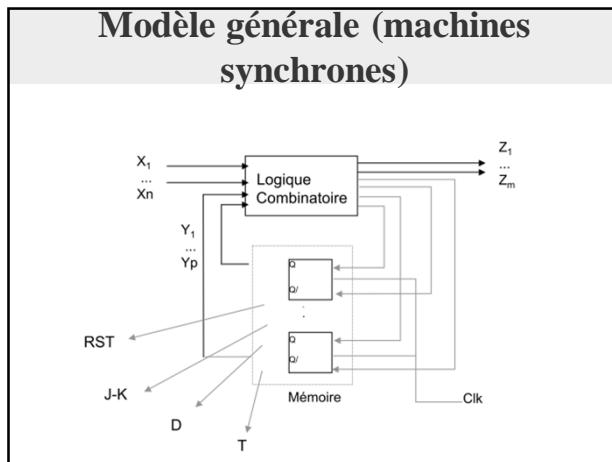 Modèle générale (machines
synchrones)
X1
...
Xn
Logique
Combinatoire
Z1
...
Zm
Y1
...
Yp
Q
Q/
.
.
Q
Q/
RST
J-K
D
T
Mémoire
Clk